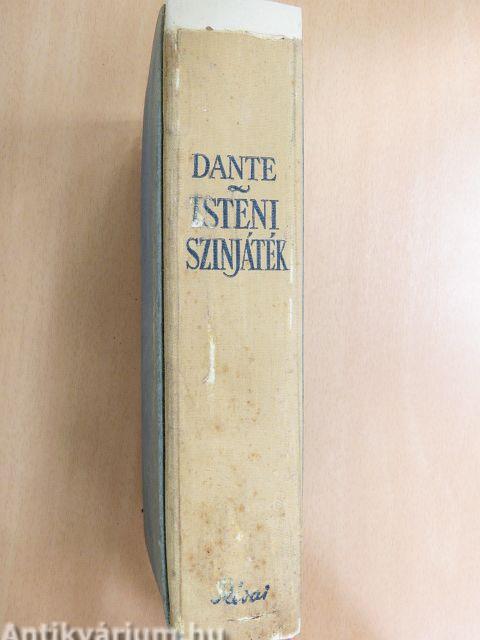 DANTE
~
ISTENI
SZINJÁTÉK
Révai
Antikvárium.hu